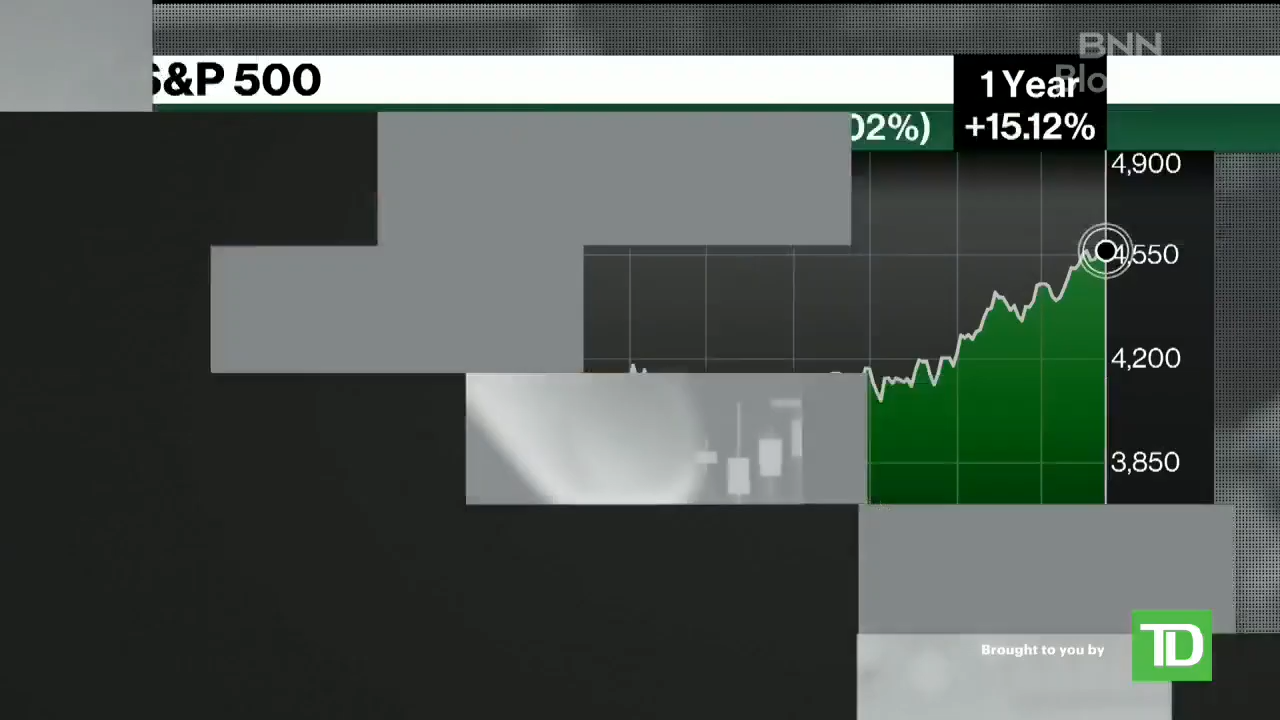 BNN
Blo
S&P 500
1 Year
02%)
+15.12%
4,900
4,550
4,200
3,850
Brought to you by
TD